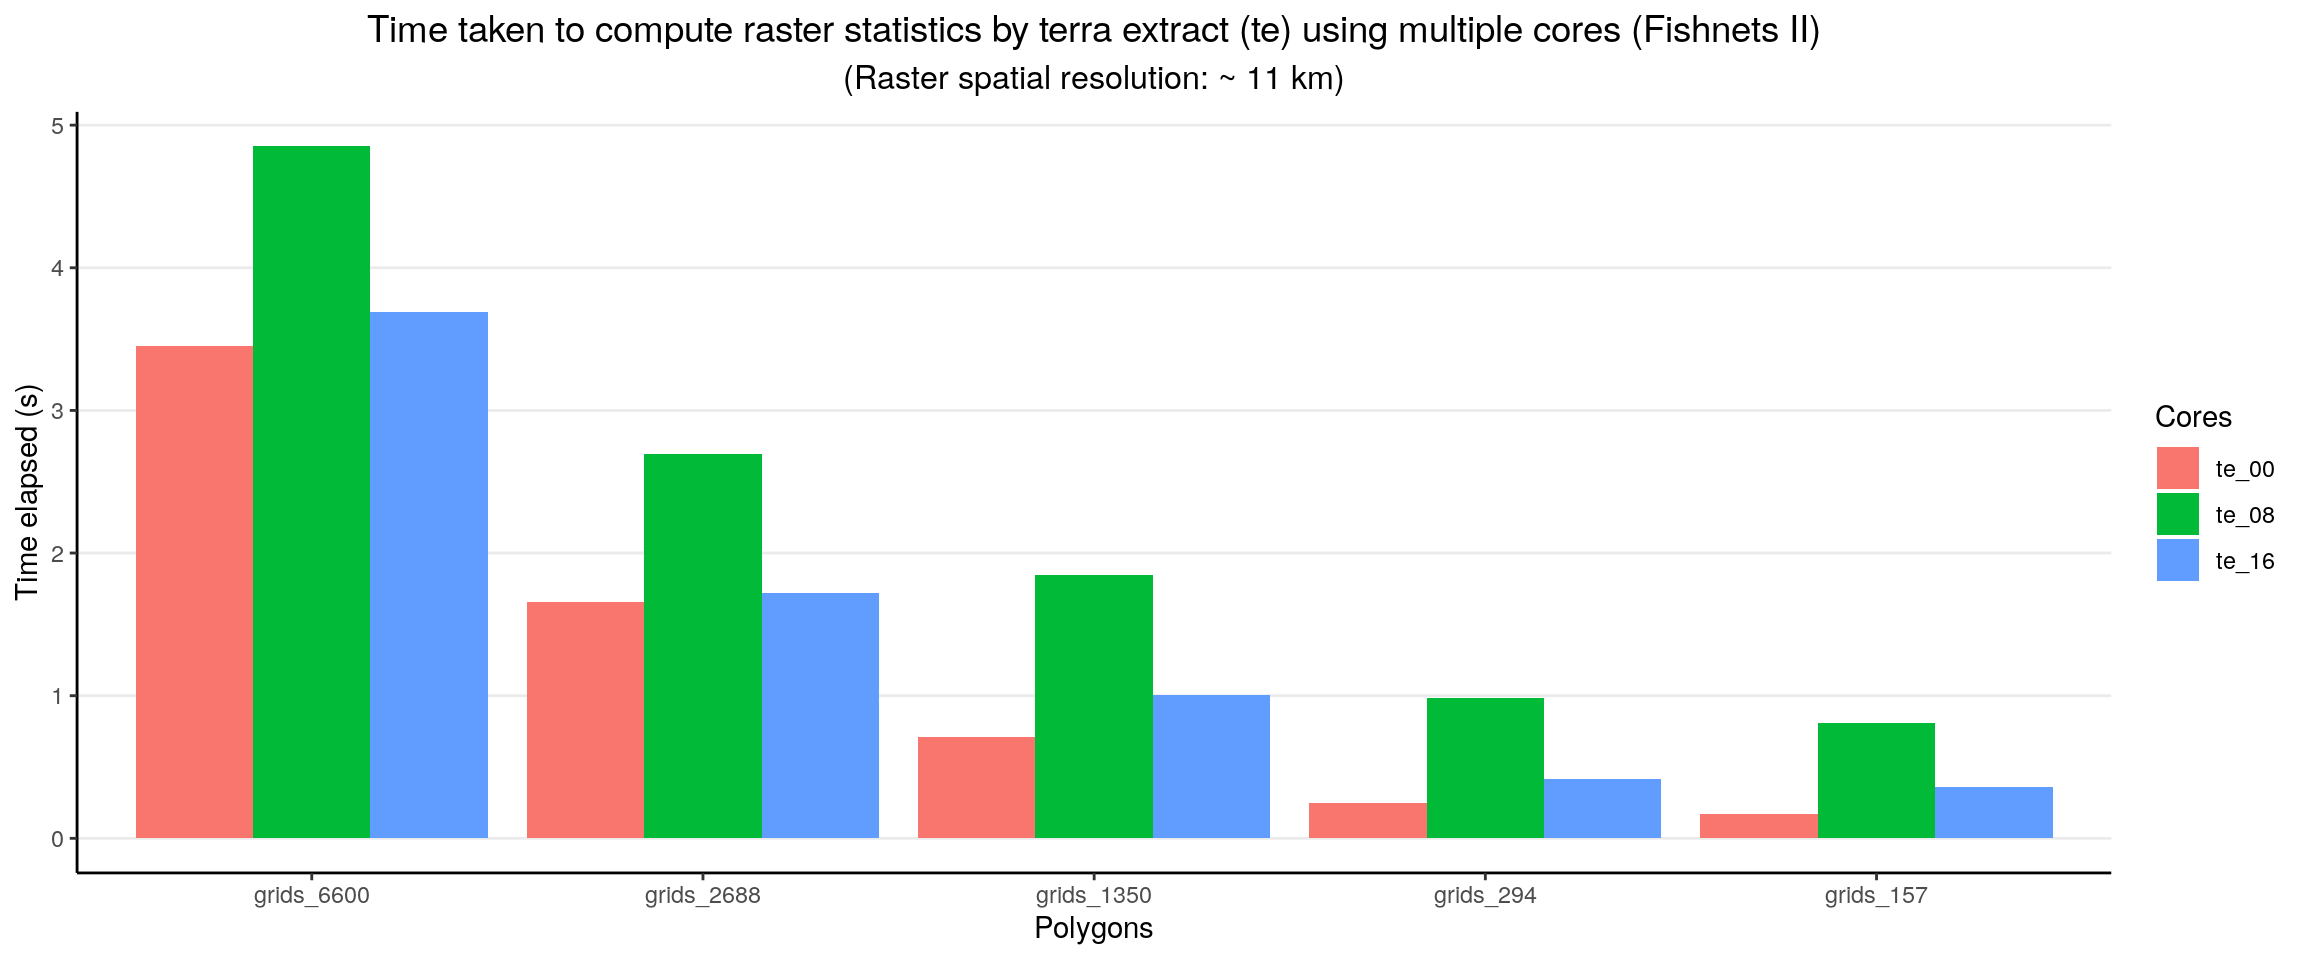 Time taken to compute raster statistics by terra extract (te) using multiple cores (Fishnets II)
(Raster spatial resolution: ~ 11 km)
Time elapsed (s)
5
4
3
2
1
0
grids_6600
grids_2688
grids_1350
grids_294
grids_157
Polygons
Cores
te_00
te_08
te_16